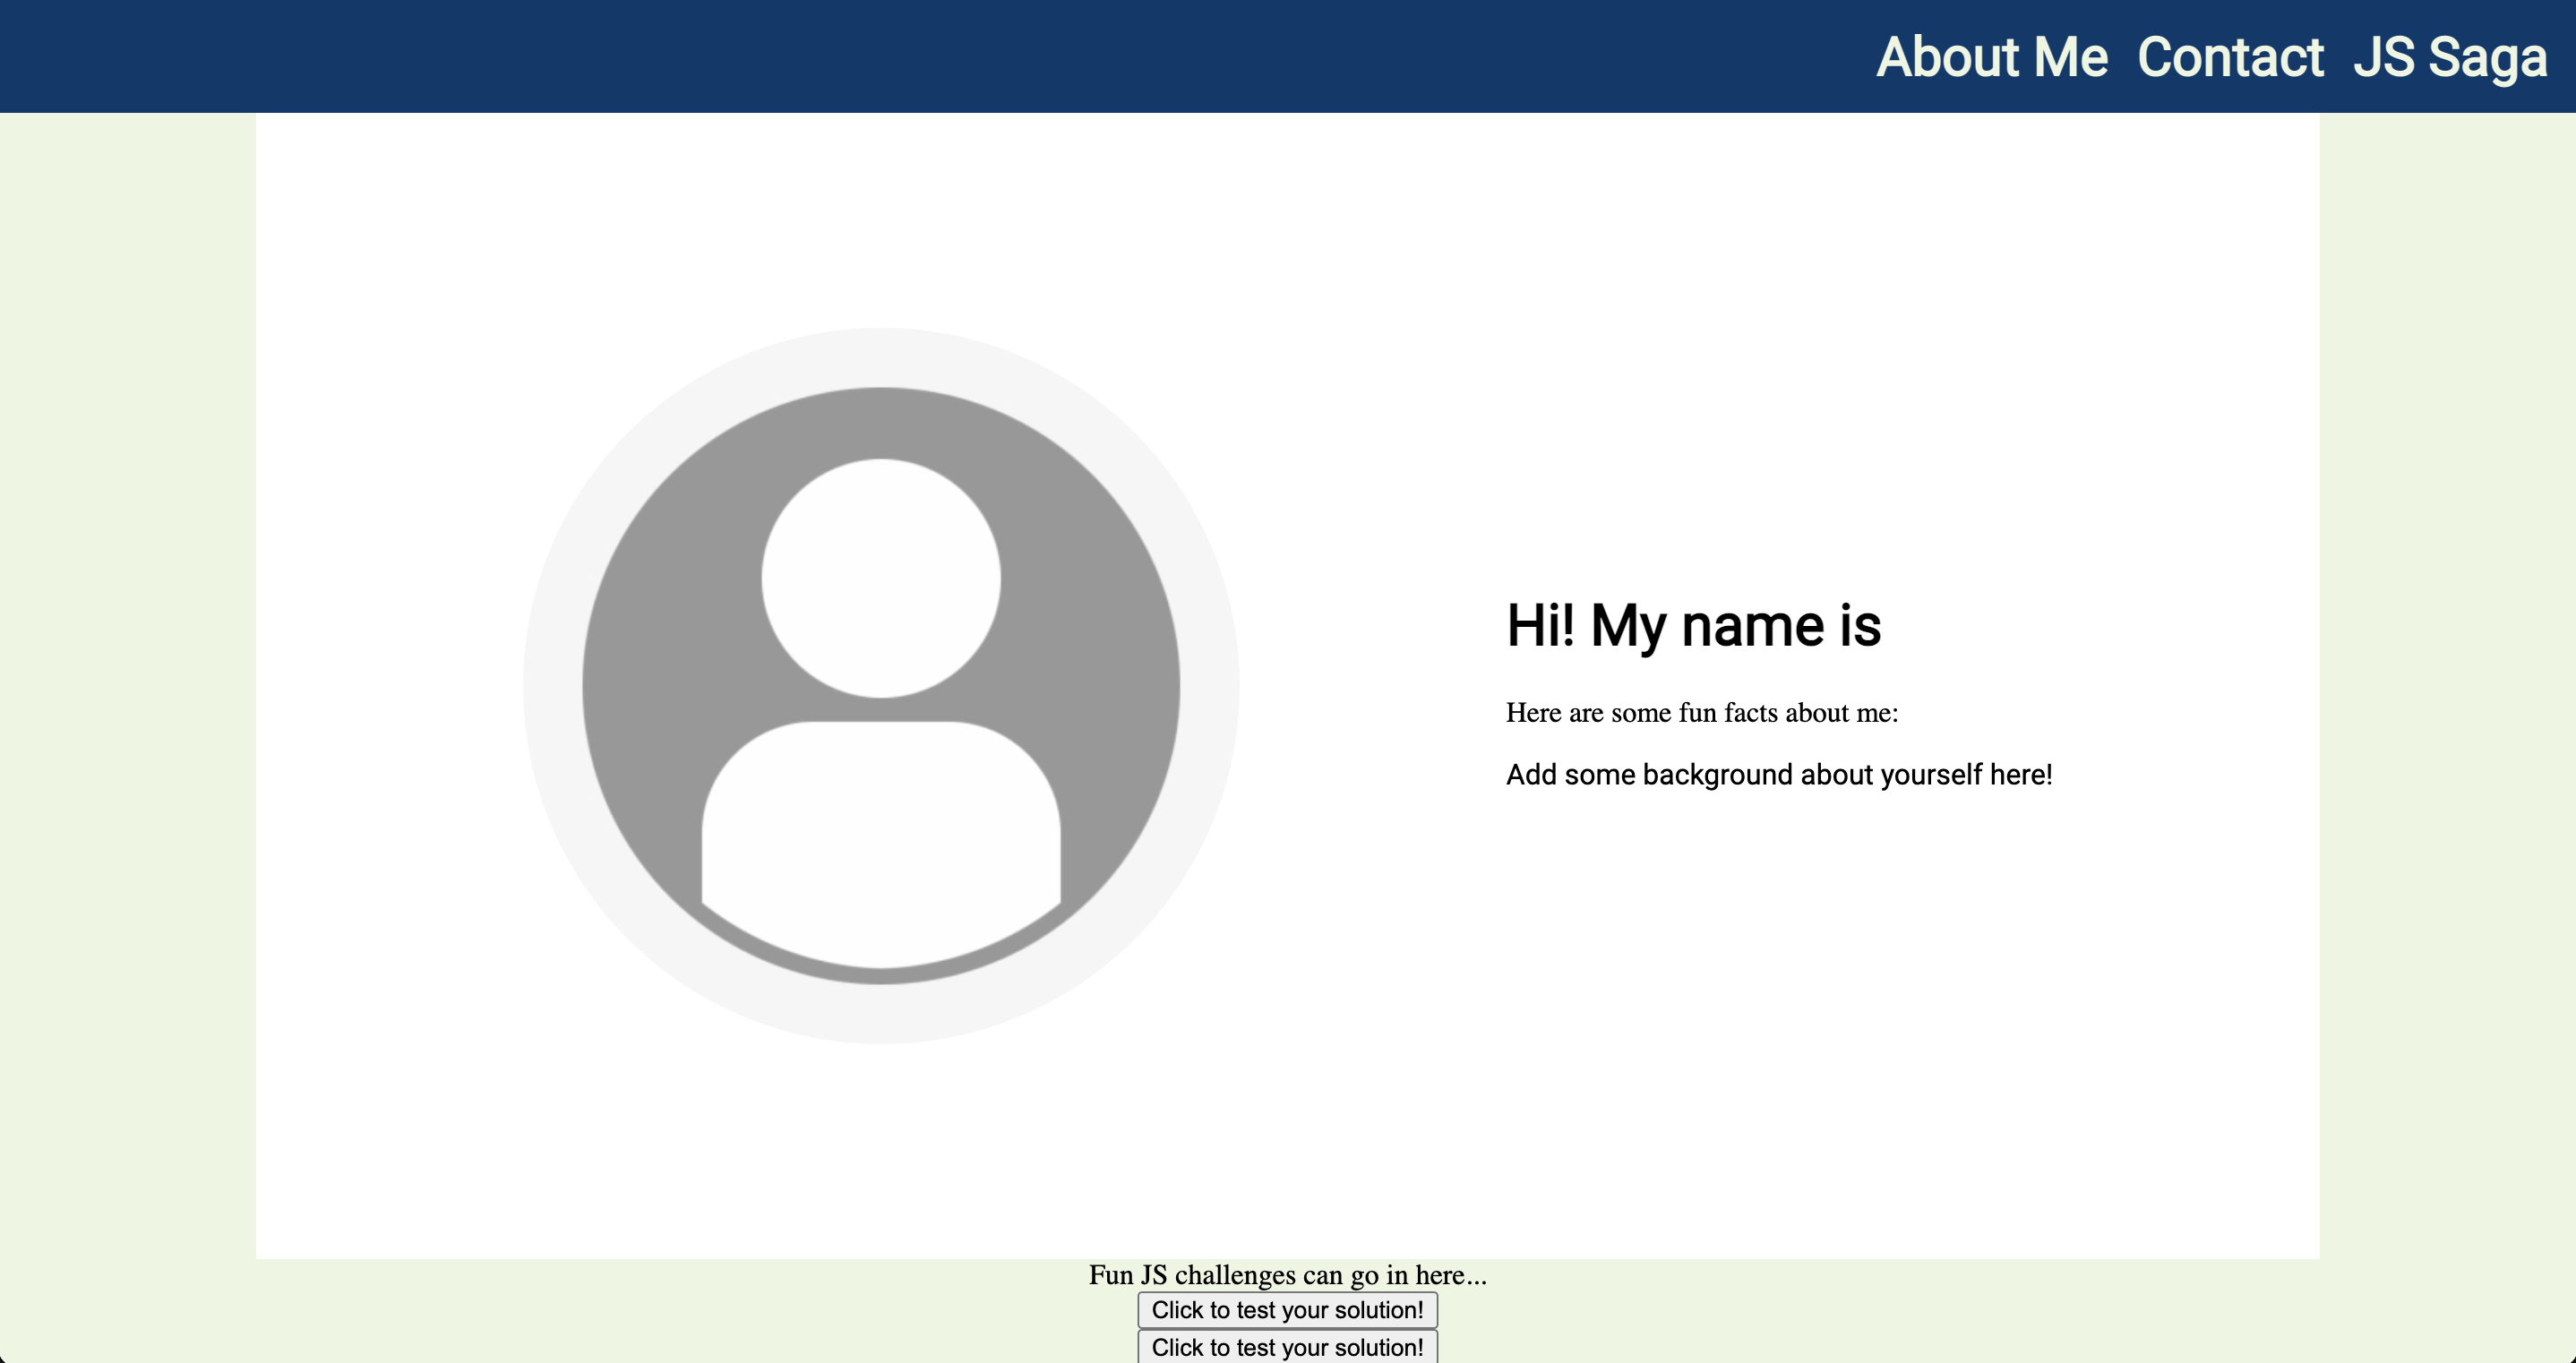 About Me Contact JS Saga
Hi! My name is
Here are some fun facts about me:
Add some background about yourself here!
Fun JS challenges can go in here...
Click to test your solution!
Click to test your solution!